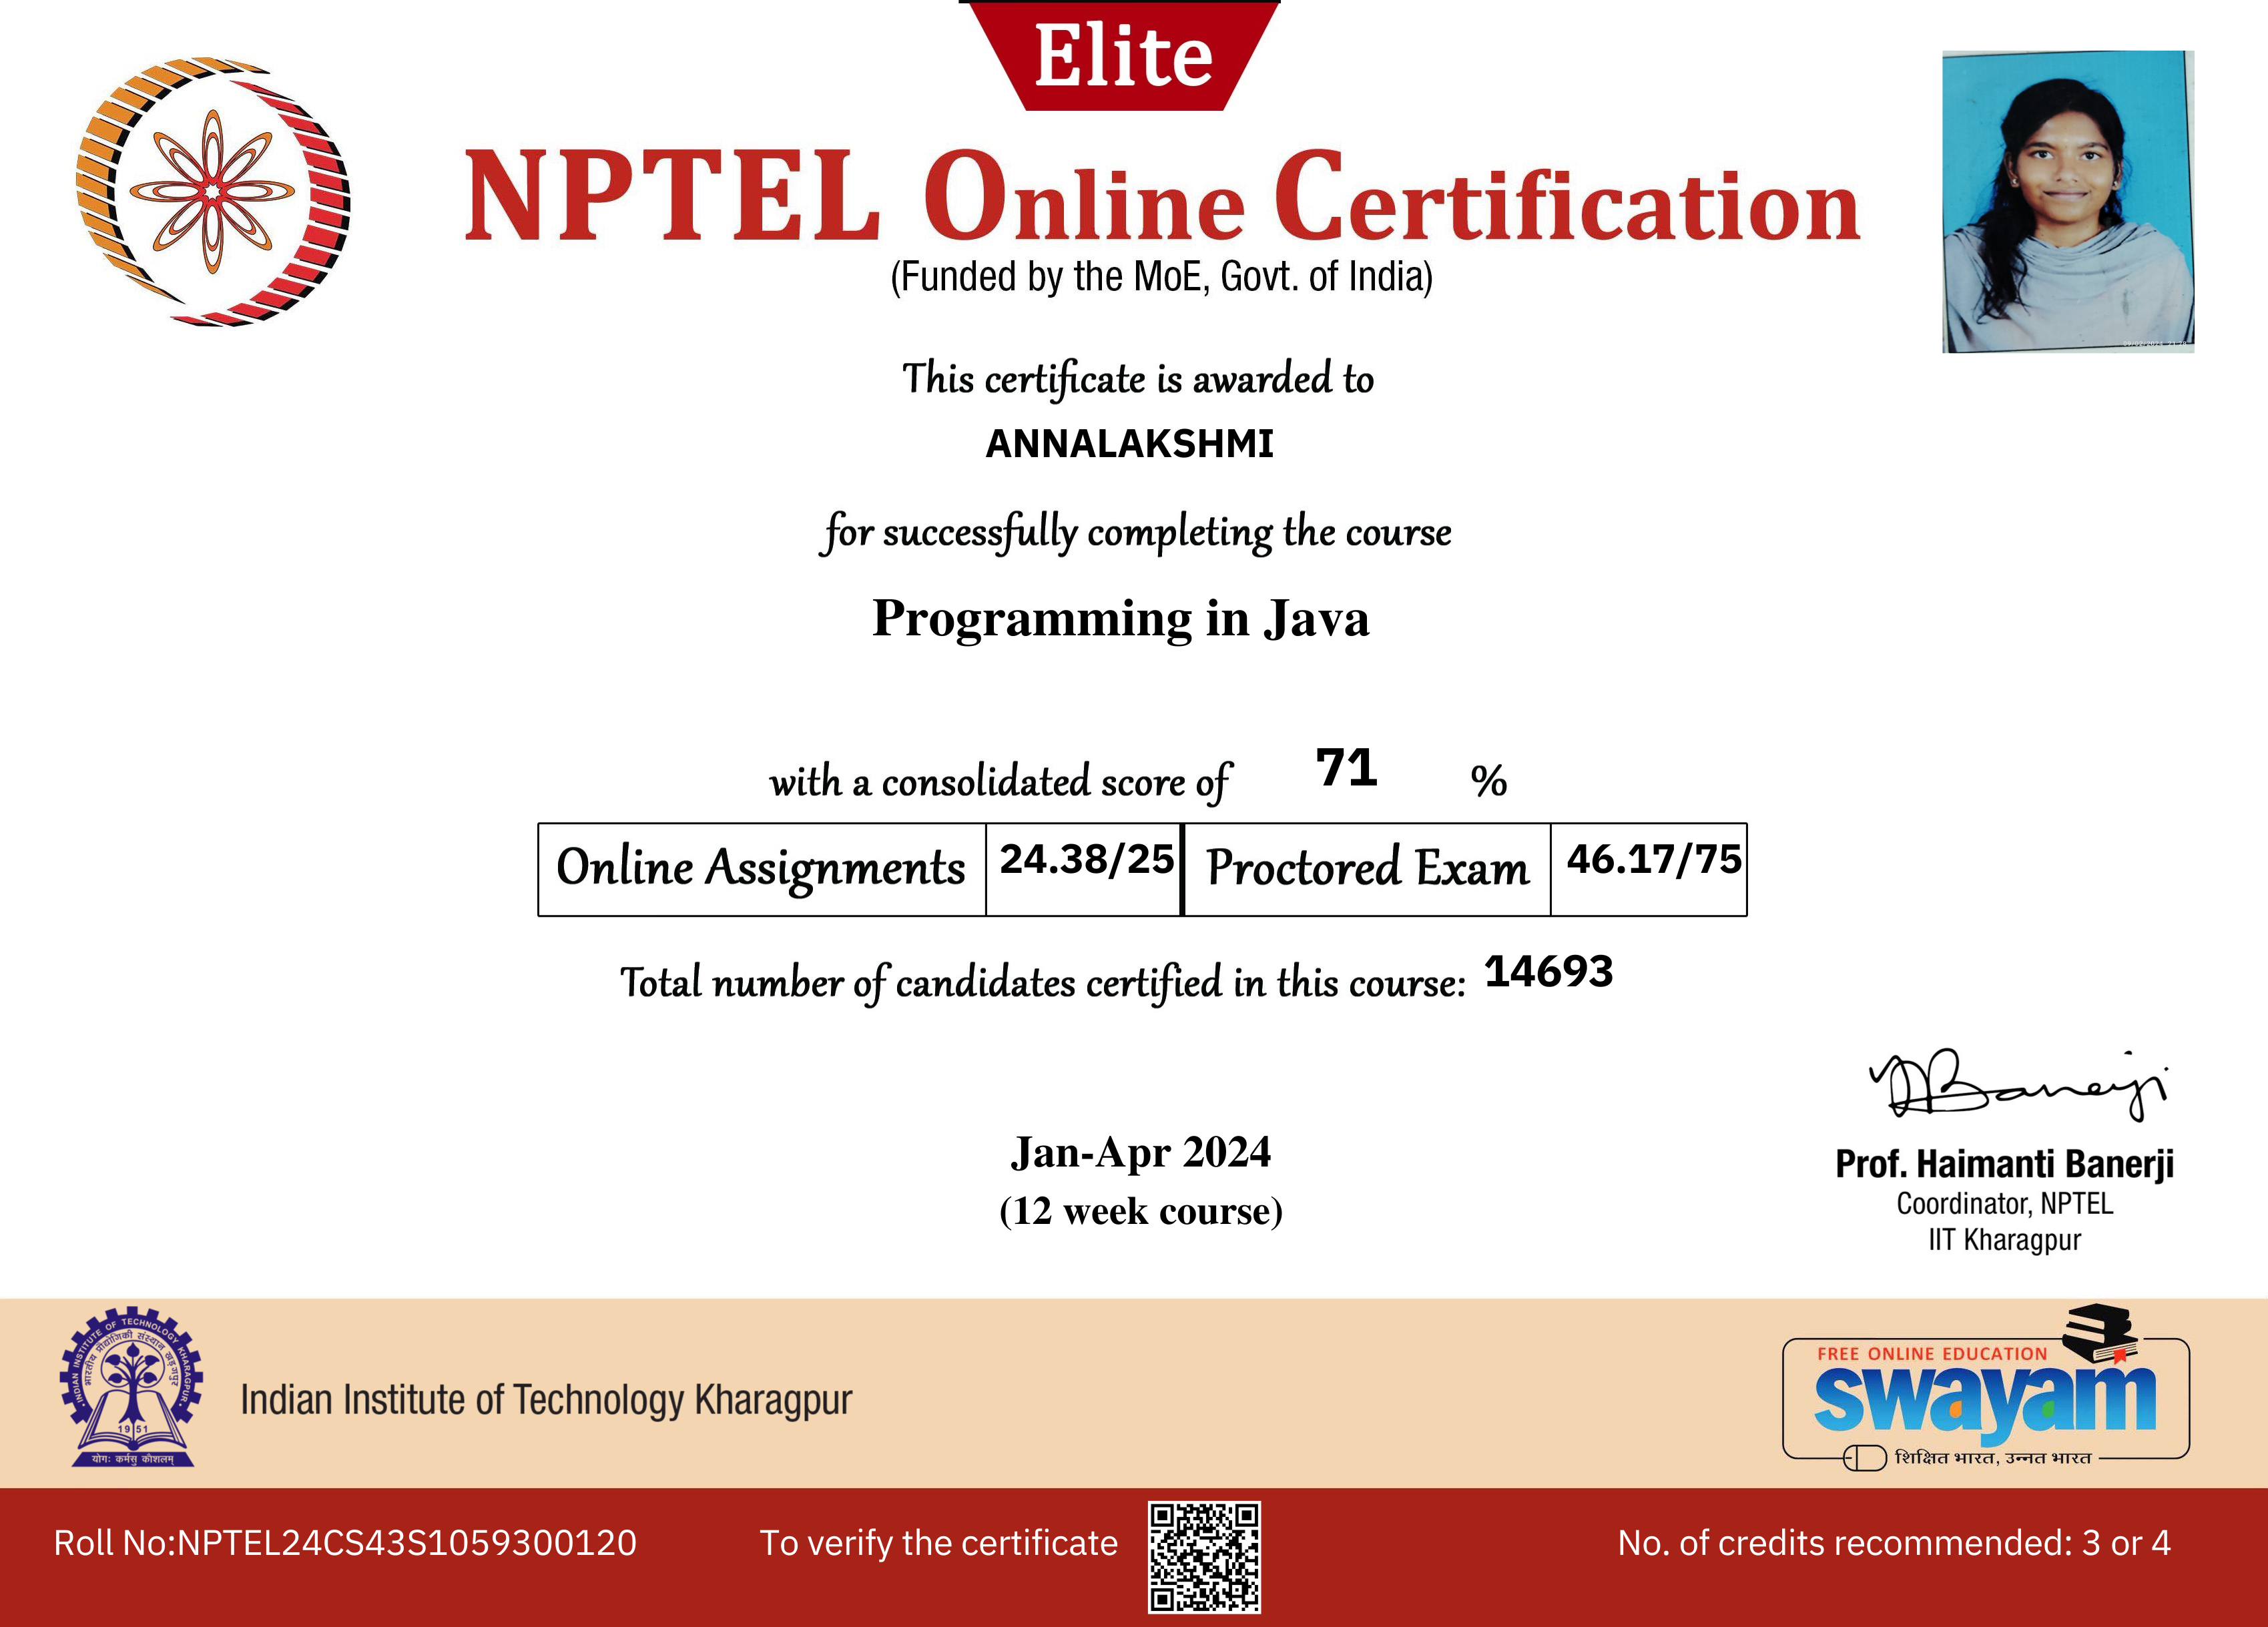 Elite
NPTEL Online Certification
(Funded by the MoE, Govt. of India)
This certificate is awarded to
ANNALAKSHMI
for successfully completing the course
Programming in Java
with a consolidated score of 71 %
Online Assignments 24.38/25 Proctored Exam 46.17/75
Total number of candidates certified in this course: 14693
Banerji
Jan-Apr 2024
(12 week course)
Prof. Haimanti Banerji
Coordinator, NPTEL
IIT Kharagpur
INDIAN INSTITUTE OF TECHNOLOGY KHARAGPUR
भारतीय प्रौद्योगिकी संस्थान खड़गपुर
19 51
योगः कर्मसु कौशलम्
Indian Institute of Technology Kharagpur
FREE ONLINE EDUCATION
swayam
शिक्षित भारत, उन्नत भारत
Roll No:NPTEL24CS43S1059300120
To verify the certificate
No. of credits recommended: 3 or 4